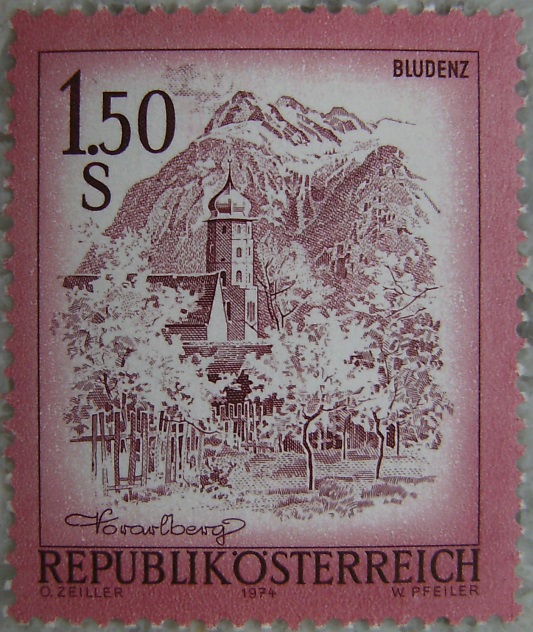 BLUDENZ
1.50
S
Vorarlberg
REPUBLIK ÖSTERREICH
O. ZEILLER 1974 W. PFEILER